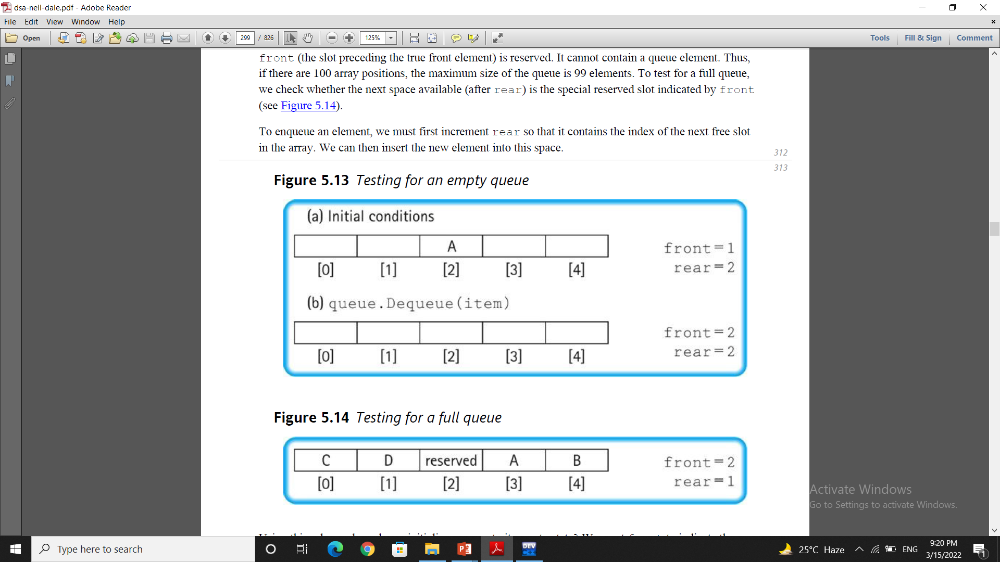 dsa-nell-dale.pdf - Adobe Reader
File Edit View Window Help
Open 299 / 826 125% Tools Fill & Sign Comment
front (the slot preceding the true front element) is reserved. It cannot contain a queue element. Thus,
if there are 100 array positions, the maximum size of the queue is 99 elements. To test for a full queue,
we check whether the next space available (after rear) is the special reserved slot indicated by front
(see Figure 5.14).
To enqueue an element, we must first increment rear so that it contains the index of the next free slot
in the array. We can then insert the new element into this space.
312
313
Figure 5.13 Testing for an empty queue
(a) Initial conditions
A
[0] [1] [2] [3] [4]
front=1
rear=2
(b) queue.Dequeue(item)
[0] [1] [2] [3] [4]
front=2
rear=2
Figure 5.14 Testing for a full queue
C D reserved A B
[0] [1] [2] [3] [4]
front=2
rear=1
Activate Windows
Go to Settings to activate Windows.
Type here to search
DEV
25°C Haze
ENG
9:20 PM
3/15/2022
1